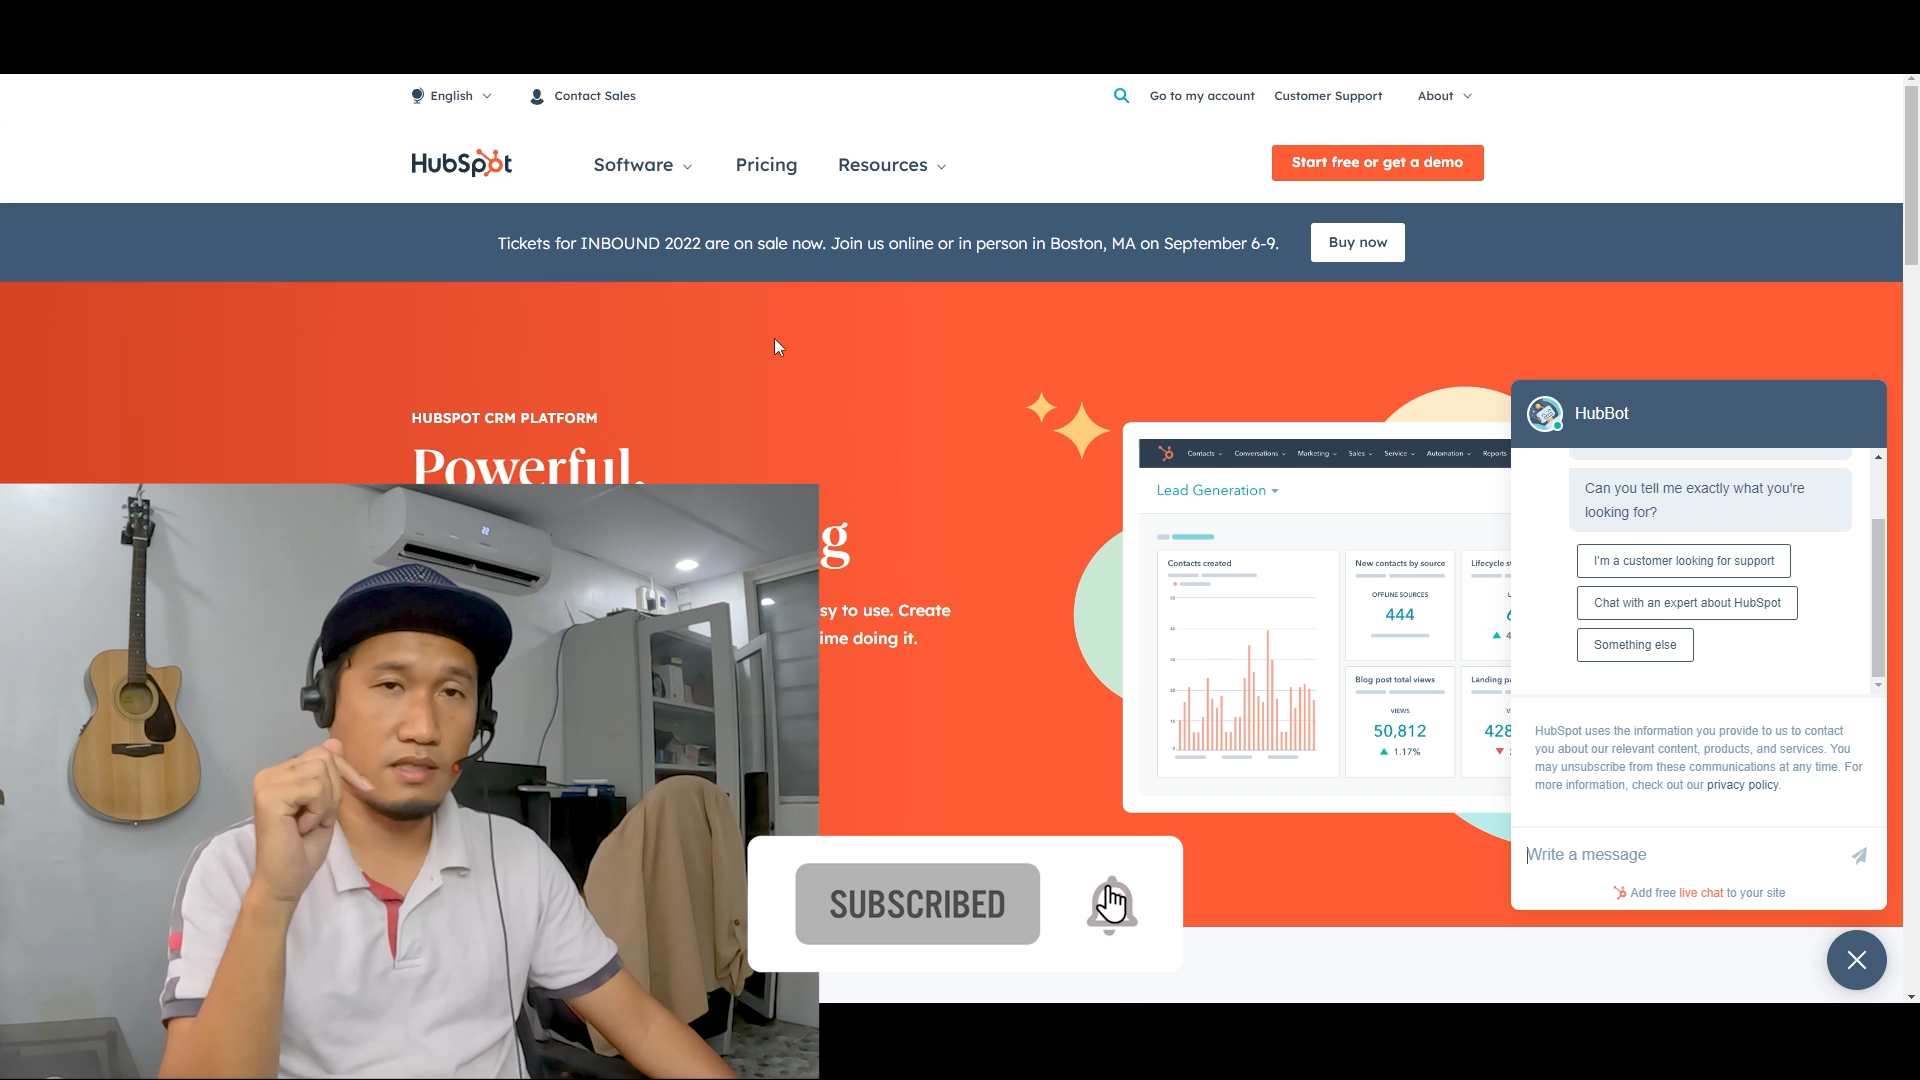 English
Contact Sales
Go to my account
Customer Support
About
HubSpot
Software
Pricing
Resources
Start free or get a demo
Tickets for INBOUND 2022 are on sale now. Join us online or in person in Boston, MA on September 6-9.
Buy now
HUBSPOT CRM PLATFORM
Powerful,
g
sy to use. Create
ime doing it.
Contacts
Conversations
Marketing
Sales
Service
Automation
Reports
Lead Generation
Contacts created
New contacts by source
OFFLINE SOURCES
444
Blog post total views
VIEWS
50,812
1.17%
Landing pa
428
HubBot
Can you tell me exactly what you're
looking for?
I'm a customer looking for support
Chat with an expert about HubSpot
Something else
HubSpot uses the information you provide to us to contact
you about our relevant content, products, and services. You
may unsubscribe from these communications at any time. For
more information, check out our privacy policy.
Write a message
Add free live chat to your site
SUBSCRIBED